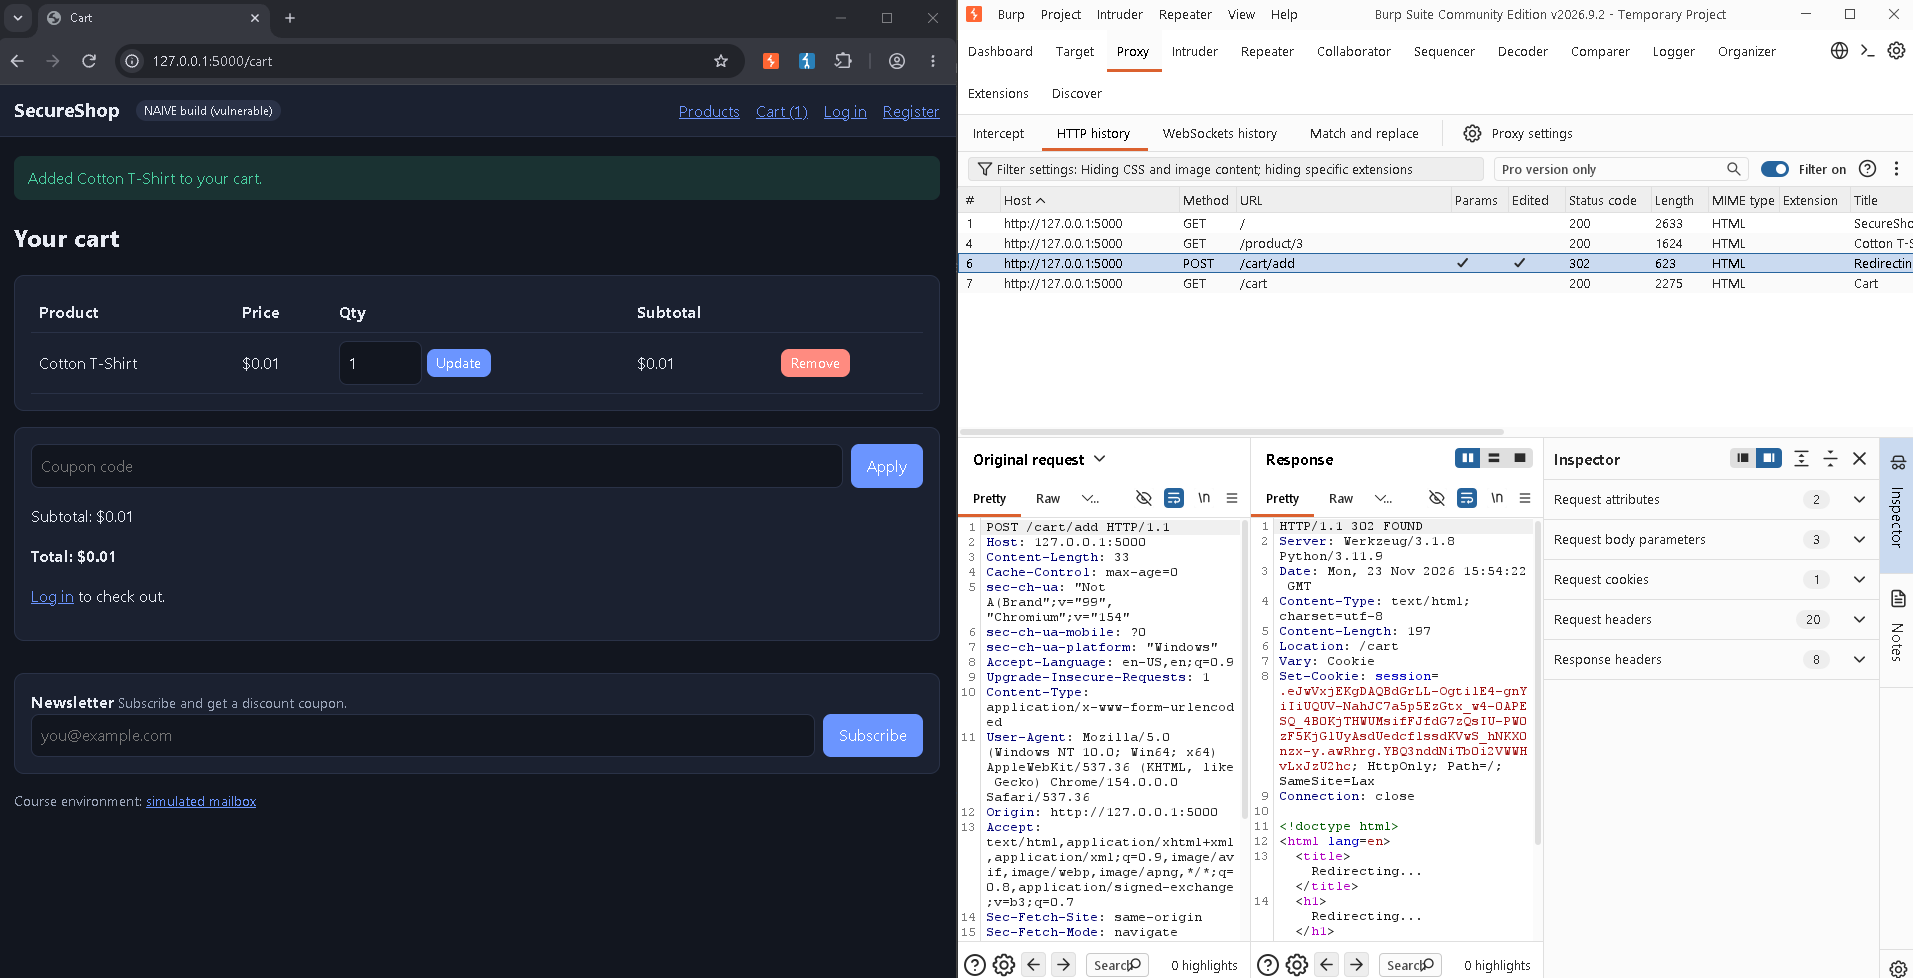 Cart
127.0.0.1:5000/cart
SecureShop NAIVE build (vulnerable) Products Cart (1) Log in Register
Added Cotton T-Shirt to your cart.
Your cart
Product Price Qty Subtotal
Cotton T-Shirt $0.01 1 Update $0.01 Remove
Coupon code Apply
Subtotal: $0.01
Total: $0.01
Log in to check out.
Newsletter Subscribe and get a discount coupon.
you@example.com Subscribe
Course environment: simulated mailbox
Burp Project Intruder Repeater View Help Burp Suite Community Edition v2026.9.2 - Temporary Project
Dashboard Target Proxy Intruder Repeater Collaborator Sequencer Decoder Comparer Logger Organizer
Extensions Discover
Intercept HTTP history WebSockets history Match and replace Proxy settings
Filter settings: Hiding CSS and image content; hiding specific extensions Pro version only Filter on
# Host Method URL Params Edited Status code Length MIME type Extension Title
1 http://127.0.0.1:5000 GET / 200 2633 HTML SecureSho
4 http://127.0.0.1:5000 GET /product/3 200 1624 HTML Cotton T-S
6 http://127.0.0.1:5000 POST /cart/add ✓ ✓ 302 623 HTML Redirectin
7 http://127.0.0.1:5000 GET /cart 200 2275 HTML Cart
Original request
Pretty Raw \n
1 POST /cart/add HTTP/1.1
2 Host: 127.0.0.1:5000
3 Content-Length: 33
4 Cache-Control: max-age=0
5 sec-ch-ua: "Not
A(Brand";v="99",
"Chromium";v="154"
6 sec-ch-ua-mobile: ?0
7 sec-ch-ua-platform: "Windows"
8 Accept-Language: en-US,en;q=0.9
9 Upgrade-Insecure-Requests: 1
10 Content-Type:
application/x-www-form-urlencod
ed
11 User-Agent: Mozilla/5.0
(Windows NT 10.0; Win64; x64)
AppleWebKit/537.36 (KHTML, like
Gecko) Chrome/154.0.0.0
Safari/537.36
12 Origin: http://127.0.0.1:5000
13 Accept:
text/html,application/xhtml+xml
,application/xml;q=0.9,image/av
if,image/webp,image/apng,*/*;q=
0.8,application/signed-exchange
;v=b3;q=0.7
14 Sec-Fetch-Site: same-origin
15 Sec-Fetch-Mode: navigate
Search 0 highlights
Response
Pretty Raw \n
1 HTTP/1.1 302 FOUND
2 Server: Werkzeug/3.1.8
Python/3.11.9
3 Date: Mon, 23 Nov 2026 15:54:22
GMT
4 Content-Type: text/html;
charset=utf-8
5 Content-Length: 197
6 Location: /cart
7 Vary: Cookie
8 Set-Cookie: session=
HttpOnly; Path=/;
SameSite=Lax
9 Connection: close
10
11 <!doctype html>
12 <html lang=en>
13 <title>
Redirecting...
</title>
14 <h1>
Redirecting...
</h1>
Search 0 highlights
Inspector
Request attributes 2
Request body parameters 3
Request cookies 1
Request headers 20
Response headers 8
Inspector
Notes